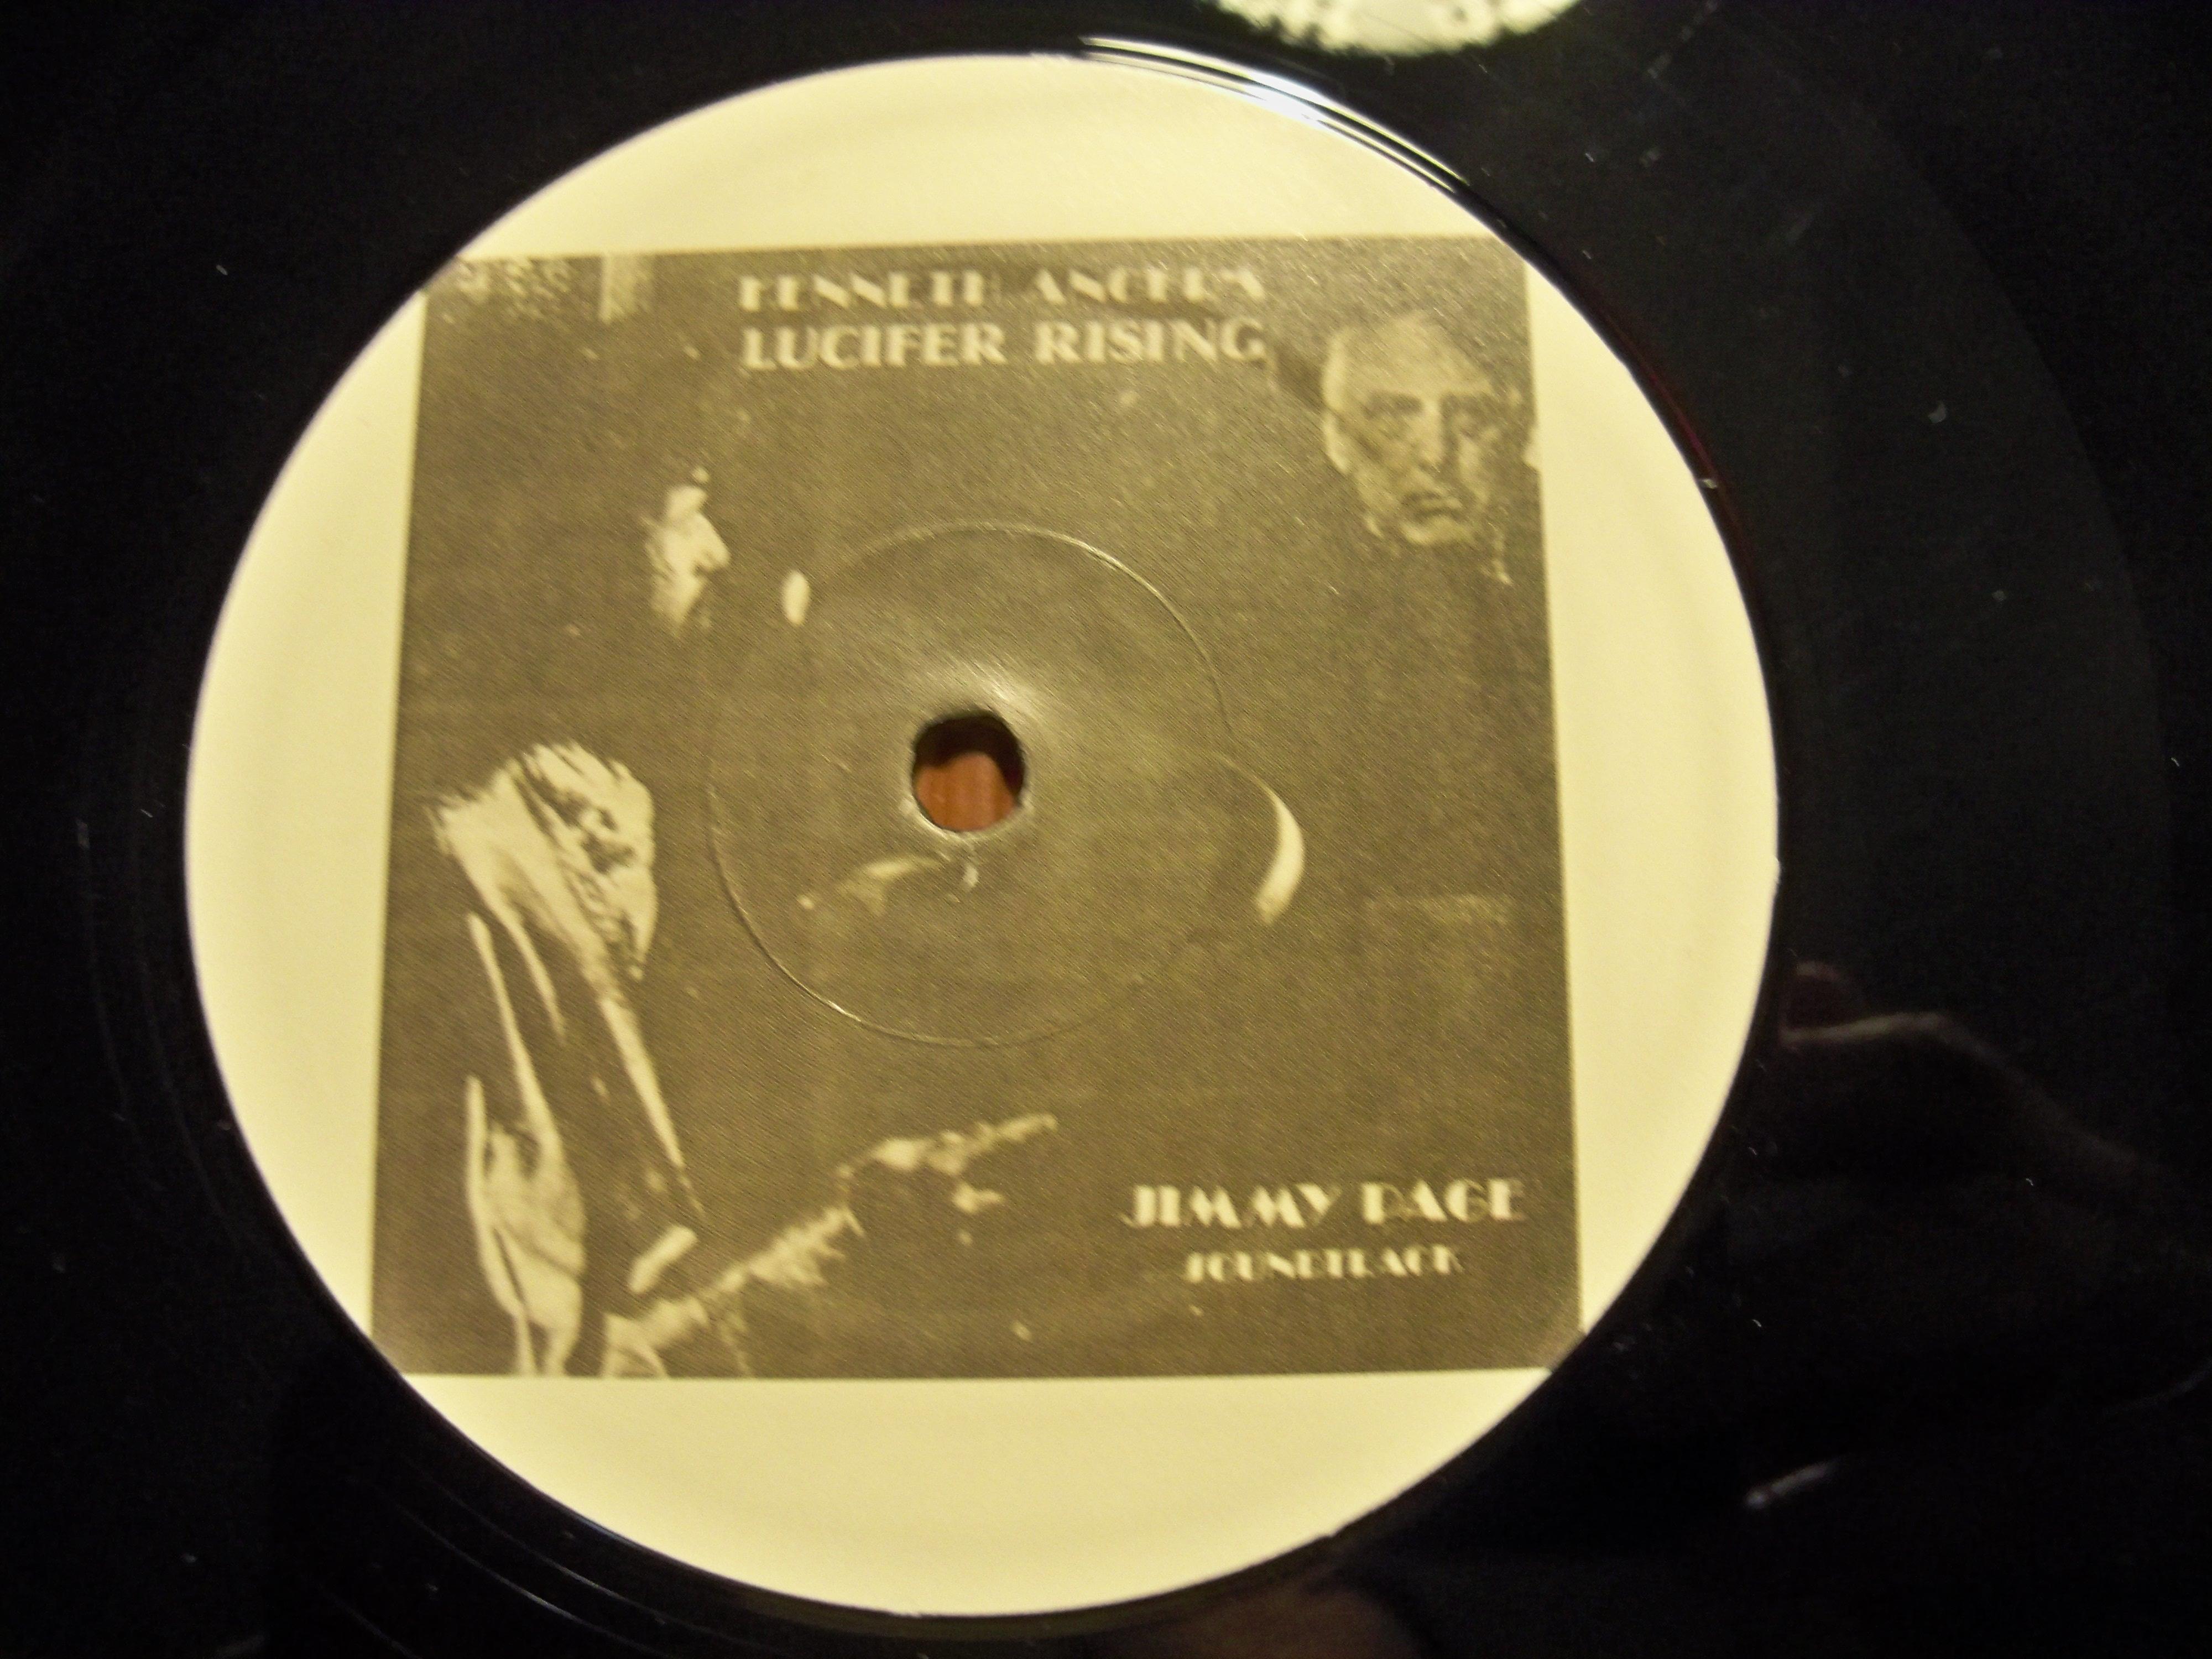 KENNETH ANGER'S
LUCIFER RISING
JIMMY PAGE
SOUNDTRACK